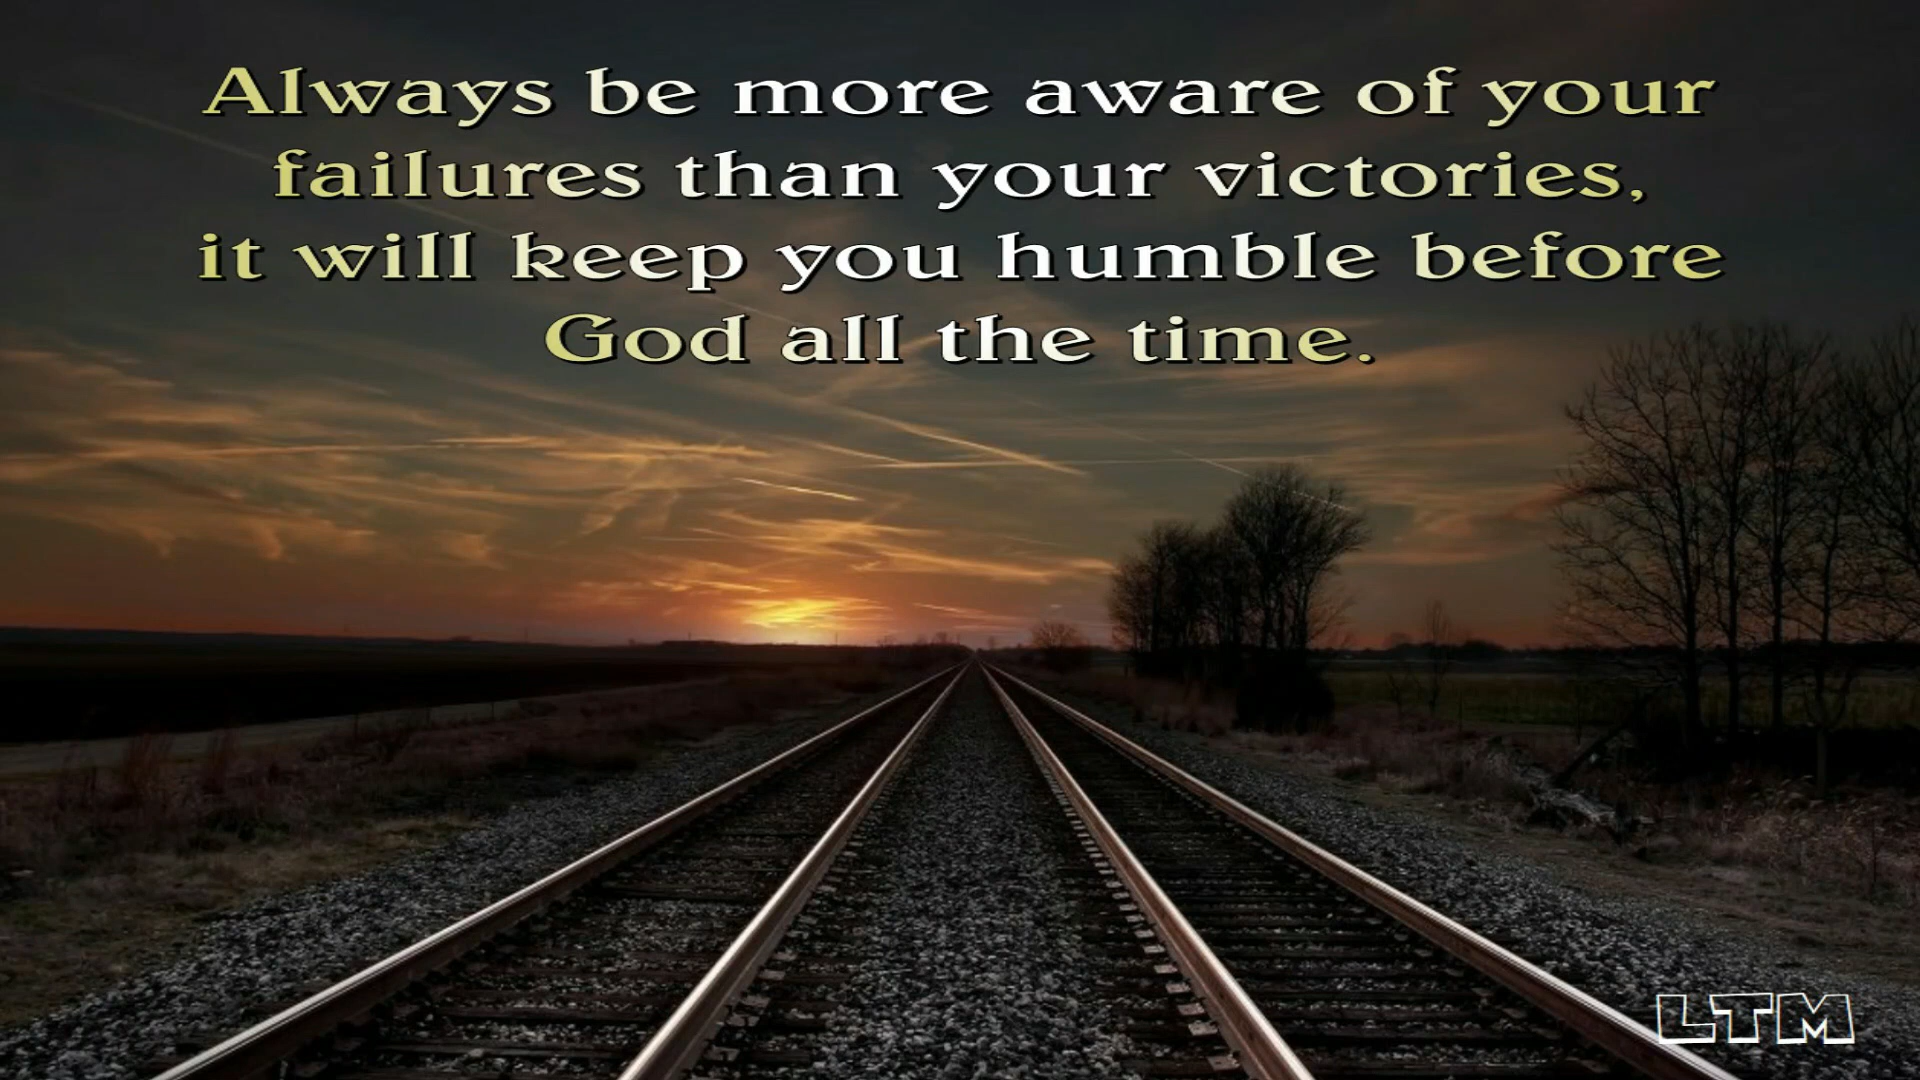 Always be more aware of your
failures than your victories,
it will keep you humble before
God all the time.
LTM